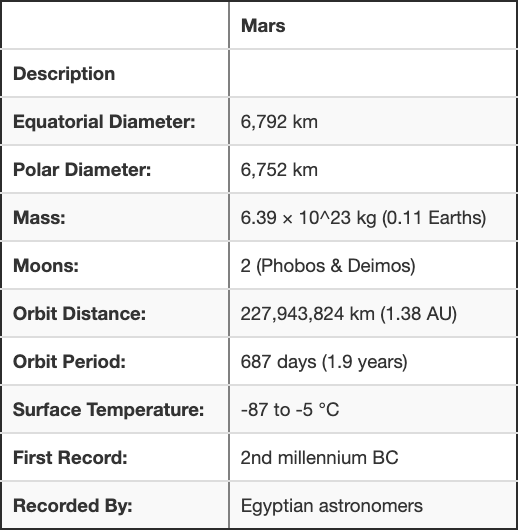 Mars
Description
Equatorial Diameter: 6,792 km
Polar Diameter: 6,752 km
Mass: 6.39 × 10^23 kg (0.11 Earths)
Moons: 2 (Phobos & Deimos)
Orbit Distance: 227,943,824 km (1.38 AU)
Orbit Period: 687 days (1.9 years)
Surface Temperature: -87 to -5 °C
First Record: 2nd millennium BC
Recorded By: Egyptian astronomers